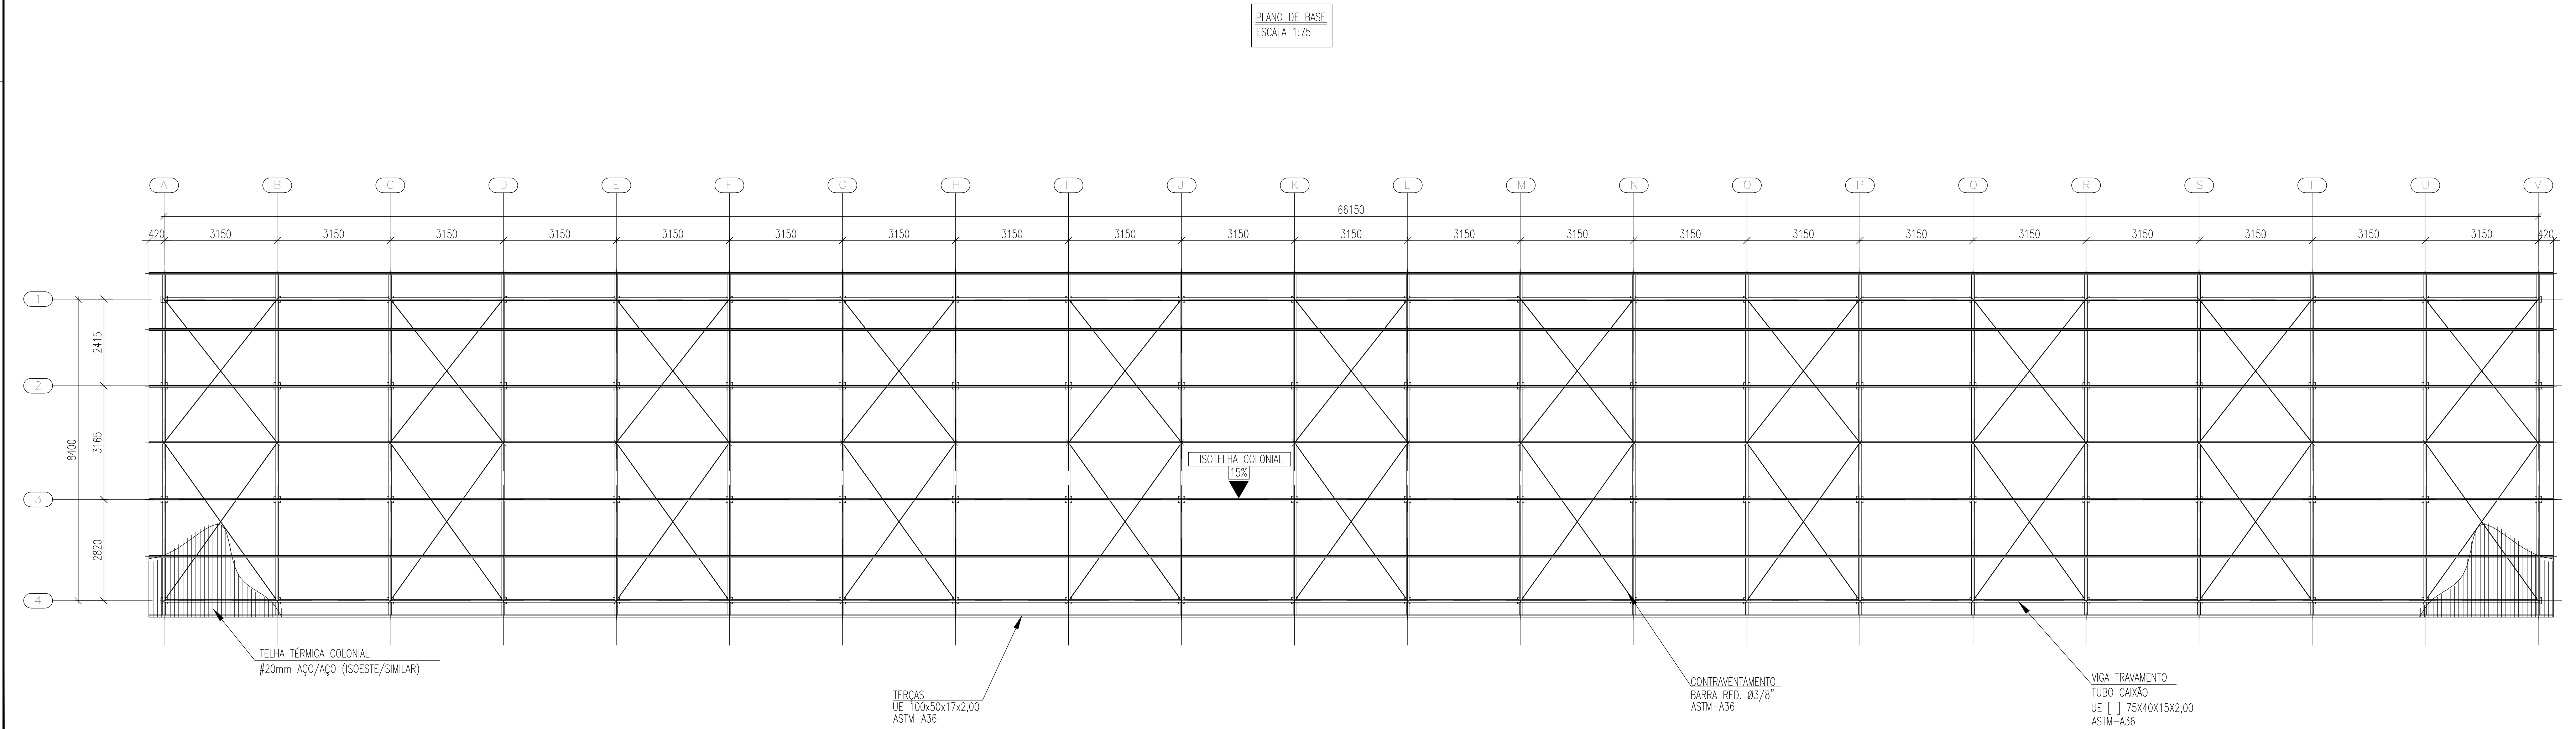 PLANO DE BASE
ESCALA 1:75
A B C D E F G H I J K L M N O P Q R S T U V
66150
420 3150 3150 3150 3150 3150 3150 3150 3150 3150 3150 3150 3150 3150 3150 3150 3150 3150 3150 3150 3150 3150 420
1
2415
2
8400
3165
ISOTELHA COLONIAL
15%
3
2820
4
TELHA TÉRMICA COLONIAL
#20mm AÇO/AÇO (ISOESTE/SIMILAR)
TERÇAS
UE 100x50x17x2,00
ASTM-A36
CONTRAVENTAMENTO
BARRA RED. Ø3/8"
ASTM-A36
VIGA TRAVAMENTO
TUBO CAIXÃO
UE [ ] 75X40X15X2,00
ASTM-A36